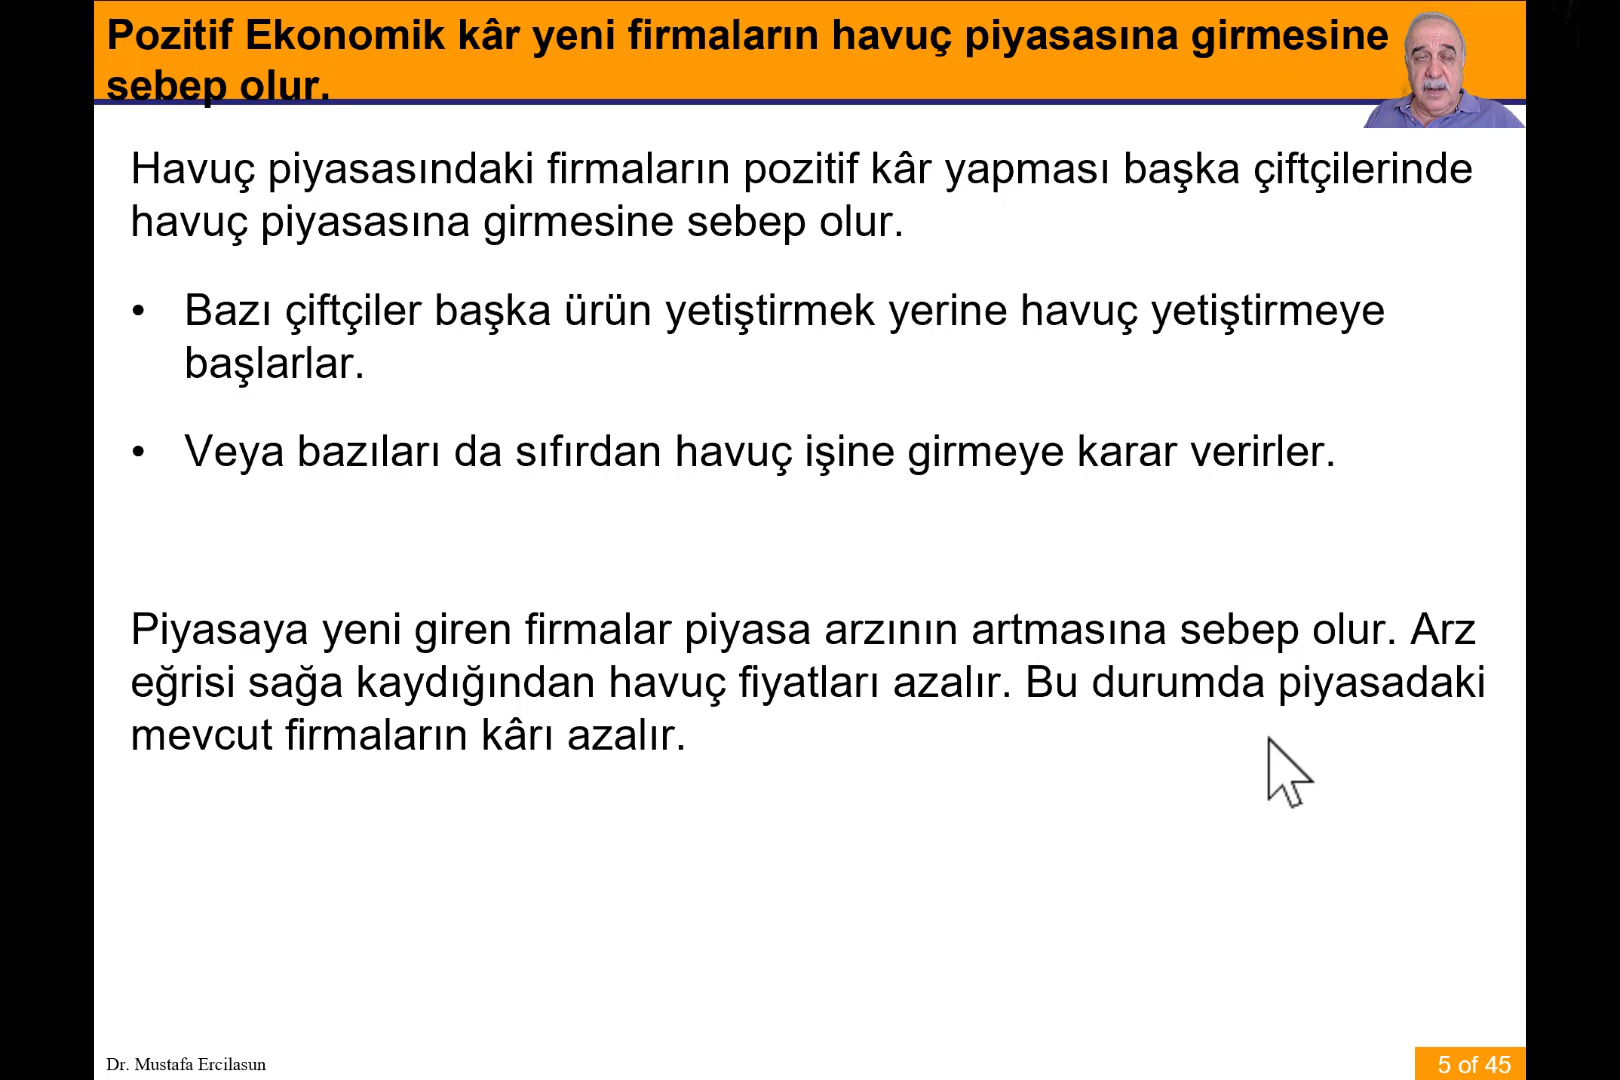 Pozitif Ekonomik kâr yeni firmaların havuç piyasasına girmesine
sebep olur.
Havuç piyasasındaki firmaların pozitif kâr yapması başka çiftçilerinde
havuç piyasasına girmesine sebep olur.
• Bazı çiftçiler başka ürün yetiştirmek yerine havuç yetiştirmeye
başlarlar.
• Veya bazıları da sıfırdan havuç işine girmeye karar verirler.
Piyasaya yeni giren firmalar piyasa arzının artmasına sebep olur. Arz
eğrisi sağa kaydığından havuç fiyatları azalır. Bu durumda piyasadaki
mevcut firmaların kârı azalır.
Dr. Mustafa Ercilasun
5 of 45